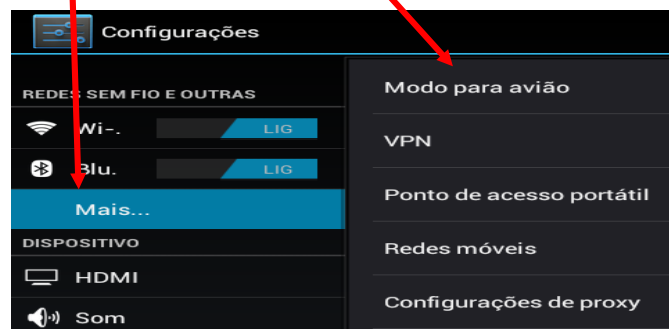 Configurações
REDES SEM FIO E OUTRAS
Wi-. LIG
Blu. LIG
Mais...
DISPOSITIVO
HDMI
Som
Modo para avião
VPN
Ponto de acesso portátil
Redes móveis
Configurações de proxy